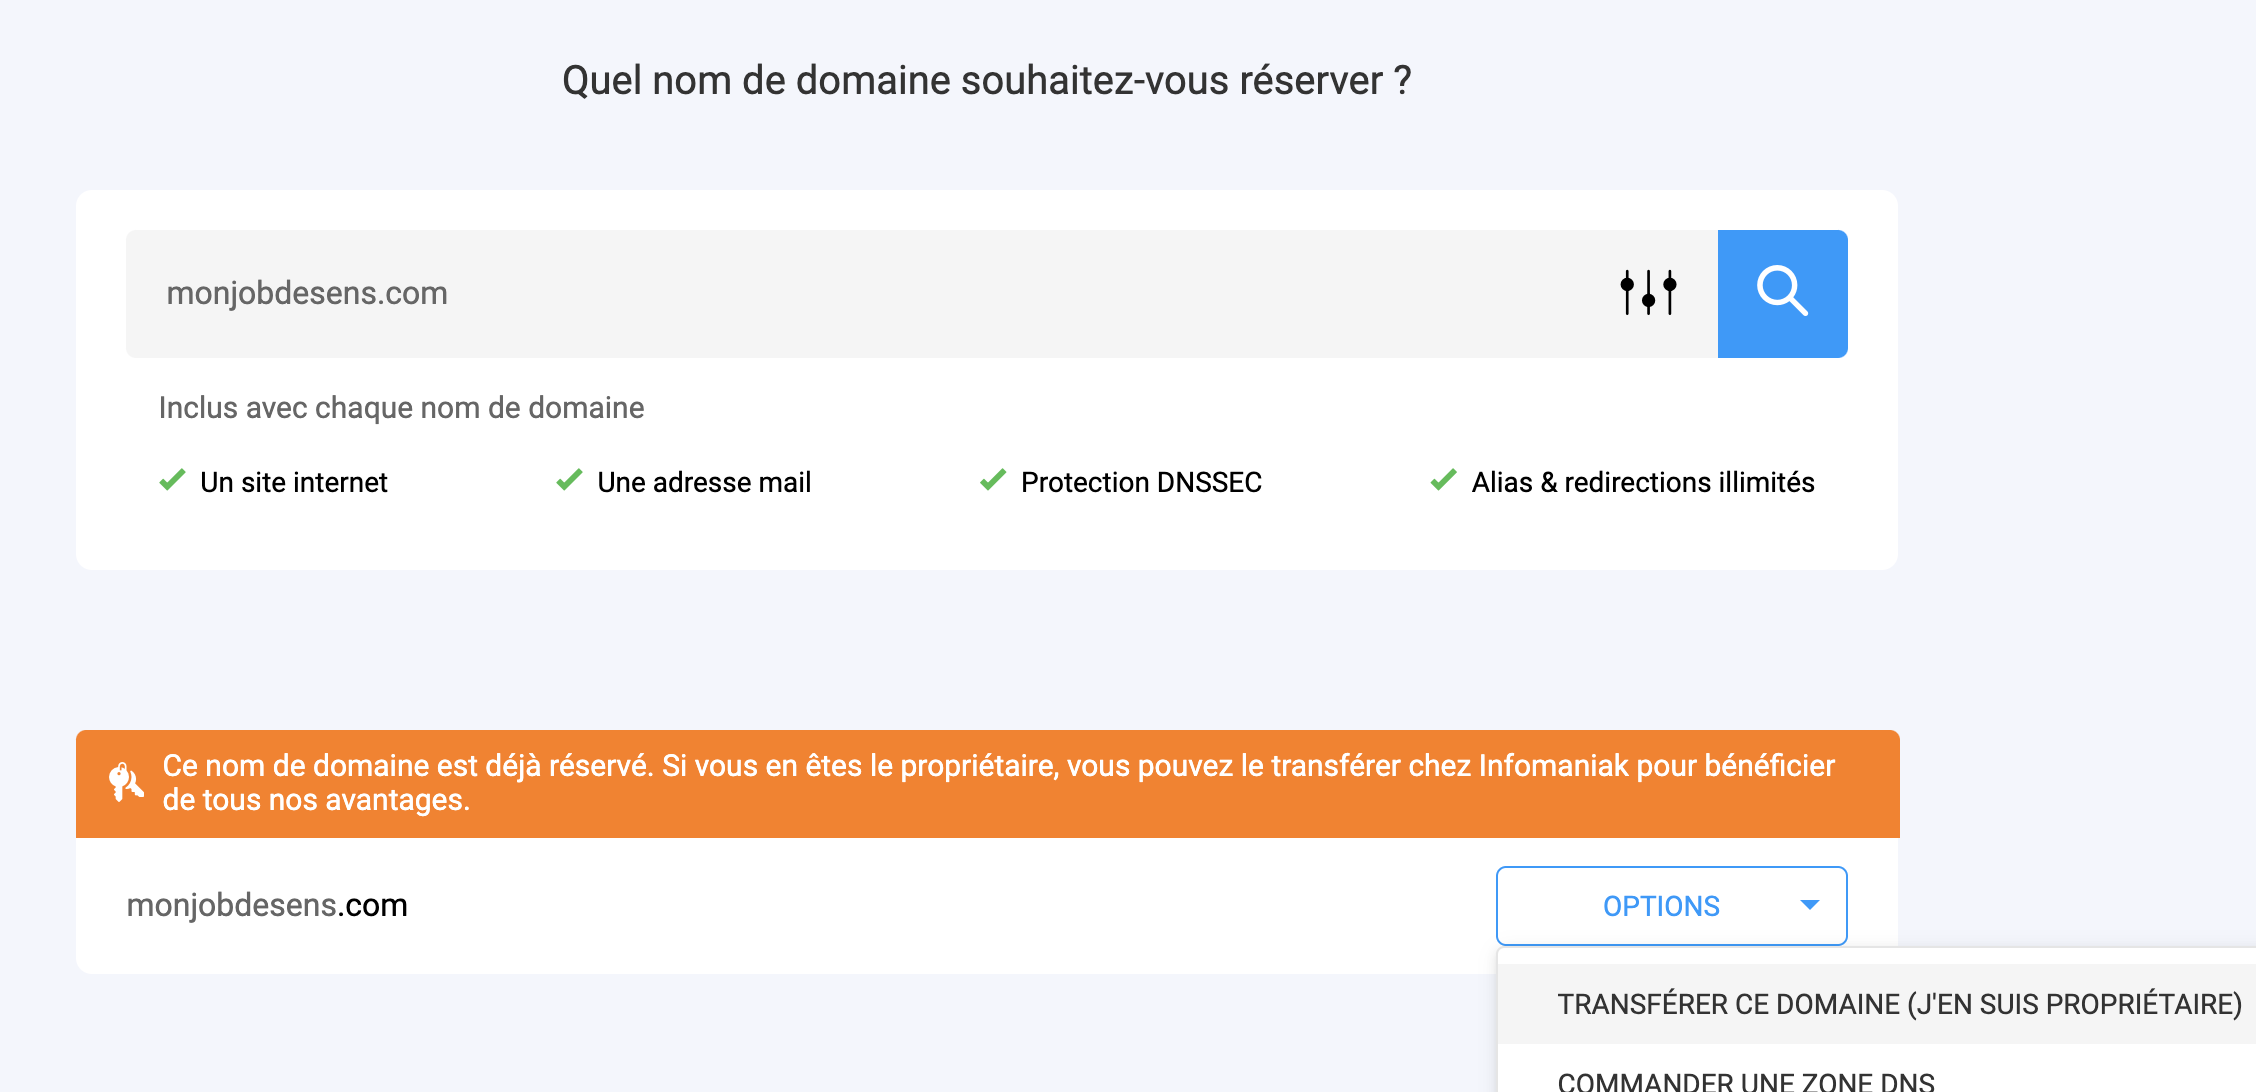 Quel nom de domaine souhaitez-vous réserver ?
monjobdesens.com
Inclus avec chaque nom de domaine
Un site internet
Une adresse mail
Protection DNSSEC
Alias & redirections illimités
Ce nom de domaine est déjà réservé. Si vous en êtes le propriétaire, vous pouvez le transférer chez Infomaniak pour bénéficier
de tous nos avantages.
monjobdesens.com
OPTIONS
TRANSFÉRER CE DOMAINE (J'EN SUIS PROPRIÉTAIRE)
COMMANDER UNE ZONE DNS